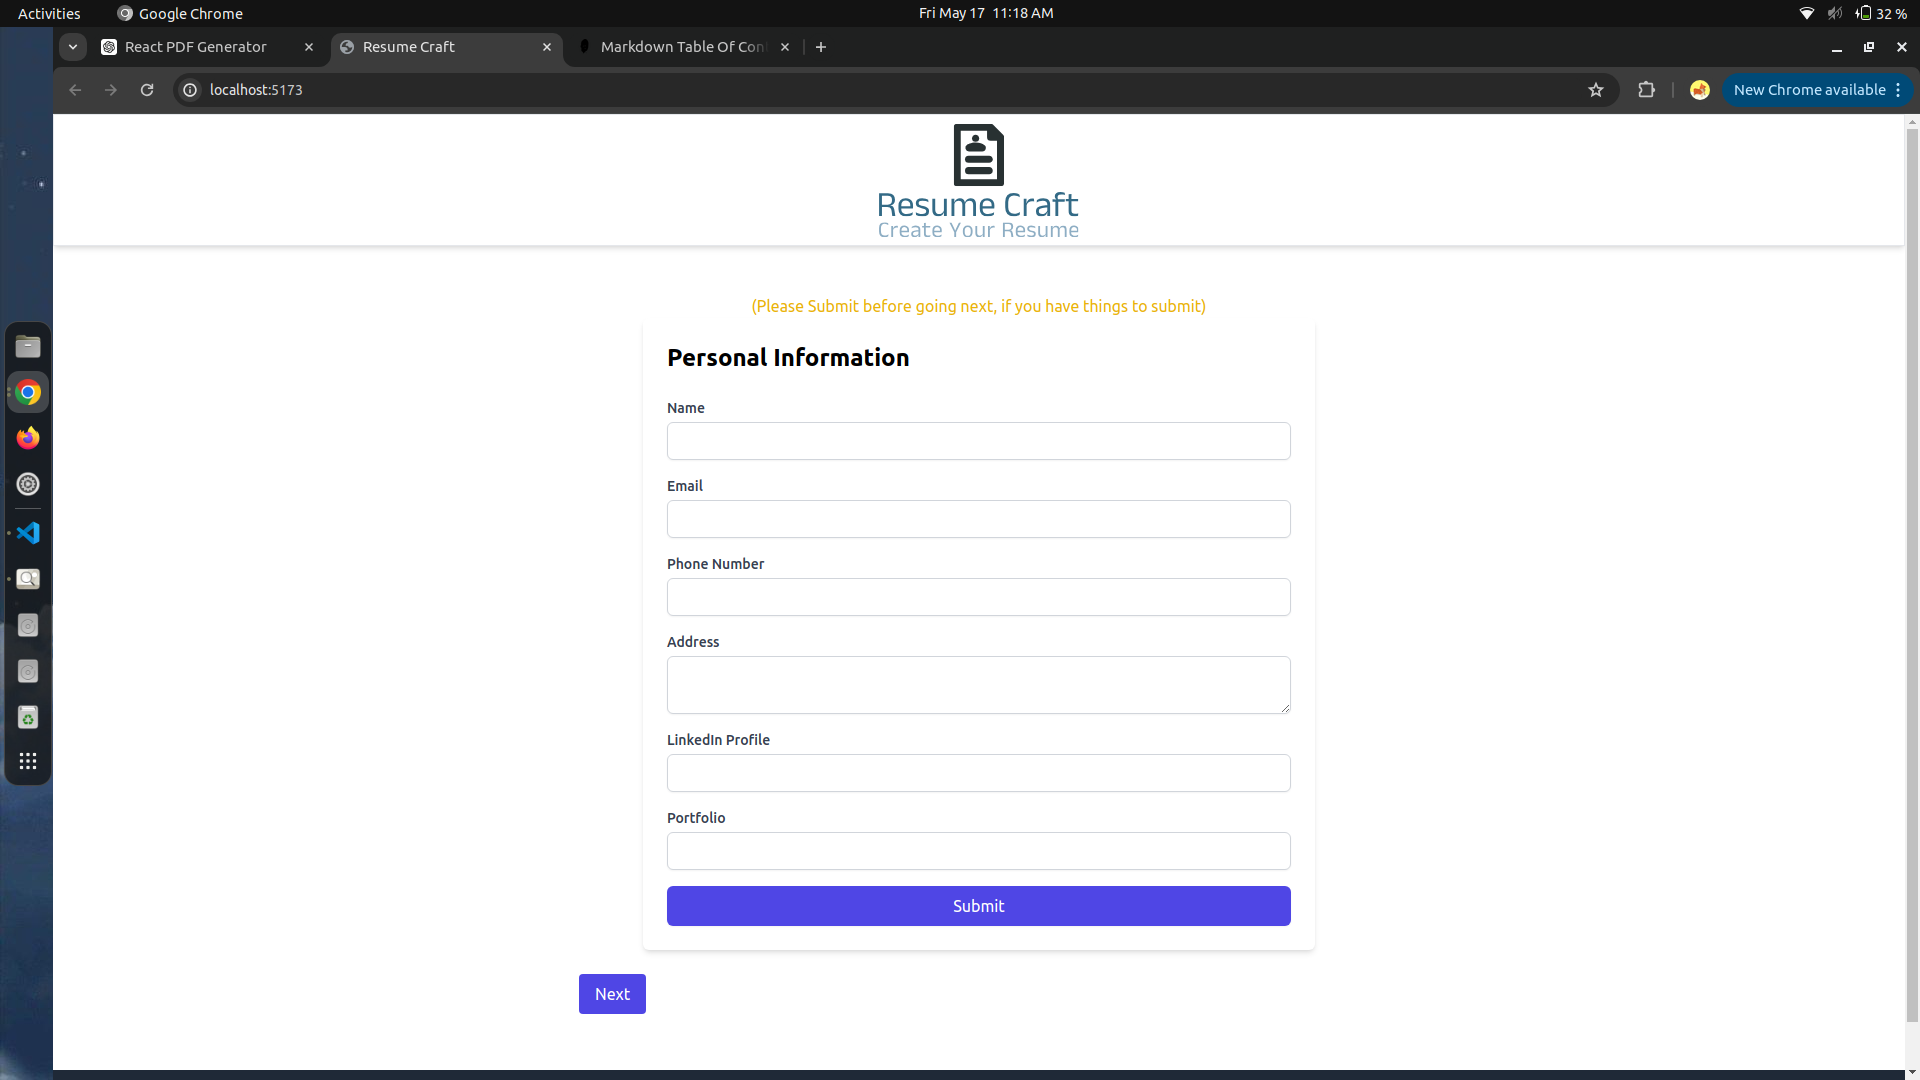 Activities Google Chrome Fri May 17 11:18 AM 32 %
React PDF Generator Resume Craft Markdown Table Of Con
localhost:5173 New Chrome available
Resume Craft
Create Your Resume
(Please Submit before going next, if you have things to submit)
Personal Information
Name
Email
Phone Number
Address
LinkedIn Profile
Portfolio
Submit
Next